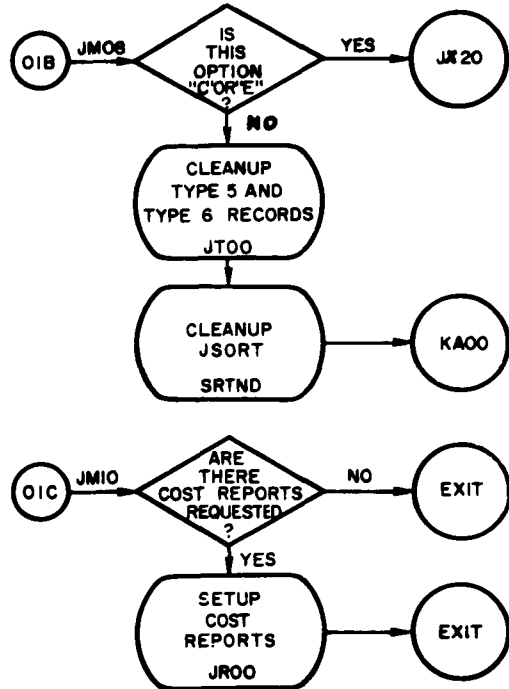 01B
JM06
IS
THIS
OPTION
"C"OR"E"
?
YES
JX20
NO
CLEANUP
TYPE 5 AND
TYPE 6 RECORDS
JT00
CLEANUP
JSORT
SRTND
KA00
01C
JM10
ARE
THERE
COST REPORTS
REQUESTED
?
NO
EXIT
YES
SETUP
COST
REPORTS
JR00
EXIT